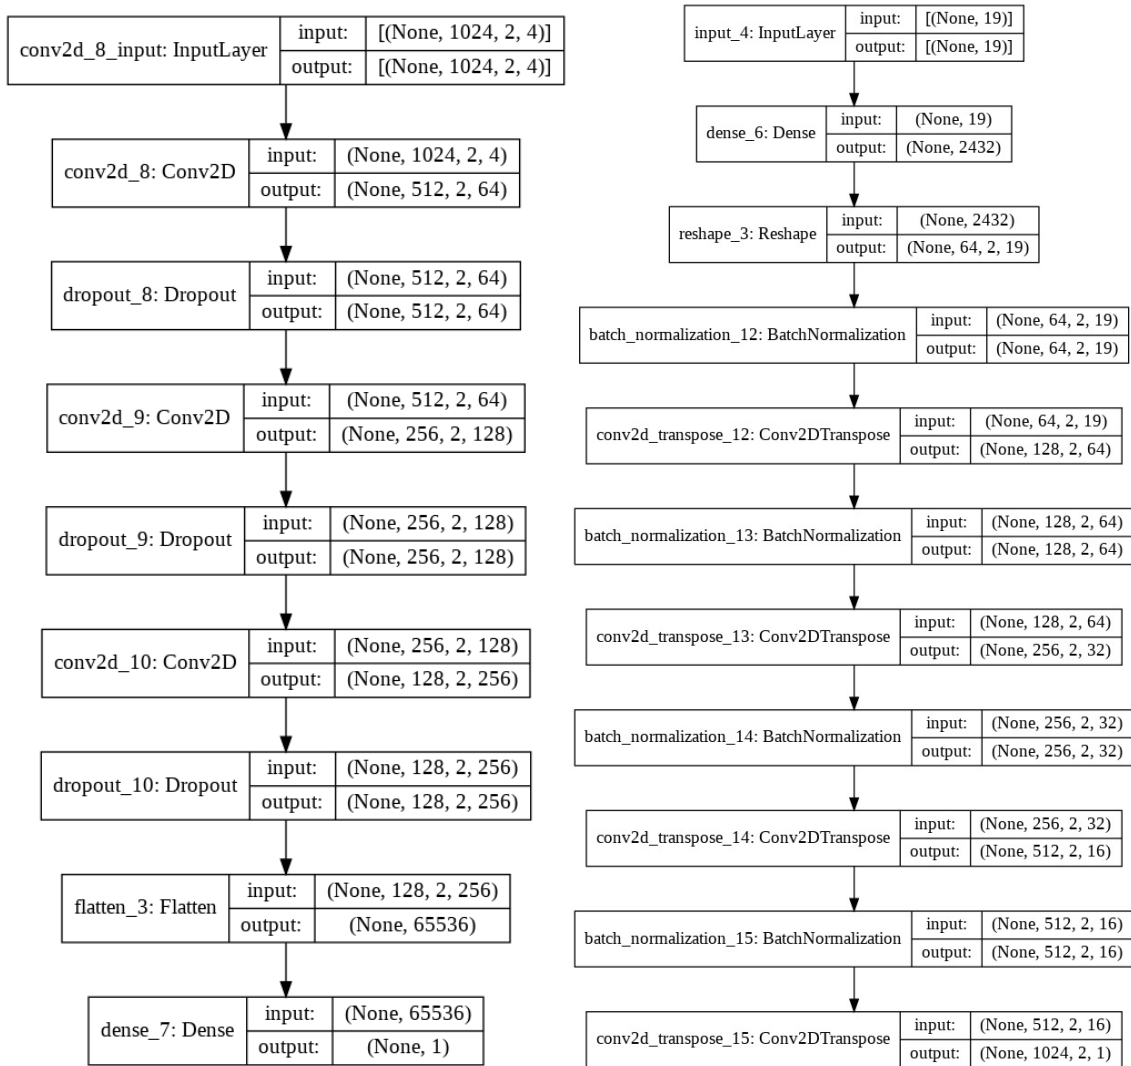 conv2d_8_input: InputLayer
input: [(None, 1024, 2, 4)]
output: [(None, 1024, 2, 4)]
conv2d_8: Conv2D
input: (None, 1024, 2, 4)
output: (None, 512, 2, 64)
dropout_8: Dropout
input: (None, 512, 2, 64)
output: (None, 512, 2, 64)
conv2d_9: Conv2D
input: (None, 512, 2, 64)
output: (None, 256, 2, 128)
dropout_9: Dropout
input: (None, 256, 2, 128)
output: (None, 256, 2, 128)
conv2d_10: Conv2D
input: (None, 256, 2, 128)
output: (None, 128, 2, 256)
dropout_10: Dropout
input: (None, 128, 2, 256)
output: (None, 128, 2, 256)
flatten_3: Flatten
input: (None, 128, 2, 256)
output: (None, 65536)
dense_7: Dense
input: (None, 65536)
output: (None, 1)
input_4: InputLayer
input: [(None, 19)]
output: [(None, 19)]
dense_6: Dense
input: (None, 19)
output: (None, 2432)
reshape_3: Reshape
input: (None, 2432)
output: (None, 64, 2, 19)
batch_normalization_12: BatchNormalization
input: (None, 64, 2, 19)
output: (None, 64, 2, 19)
conv2d_transpose_12: Conv2DTranspose
input: (None, 64, 2, 19)
output: (None, 128, 2, 64)
batch_normalization_13: BatchNormalization
input: (None, 128, 2, 64)
output: (None, 128, 2, 64)
conv2d_transpose_13: Conv2DTranspose
input: (None, 128, 2, 64)
output: (None, 256, 2, 32)
batch_normalization_14: BatchNormalization
input: (None, 256, 2, 32)
output: (None, 256, 2, 32)
conv2d_transpose_14: Conv2DTranspose
input: (None, 256, 2, 32)
output: (None, 512, 2, 16)
batch_normalization_15: BatchNormalization
input: (None, 512, 2, 16)
output: (None, 512, 2, 16)
conv2d_transpose_15: Conv2DTranspose
input: (None, 512, 2, 16)
output: (None, 1024, 2, 1)